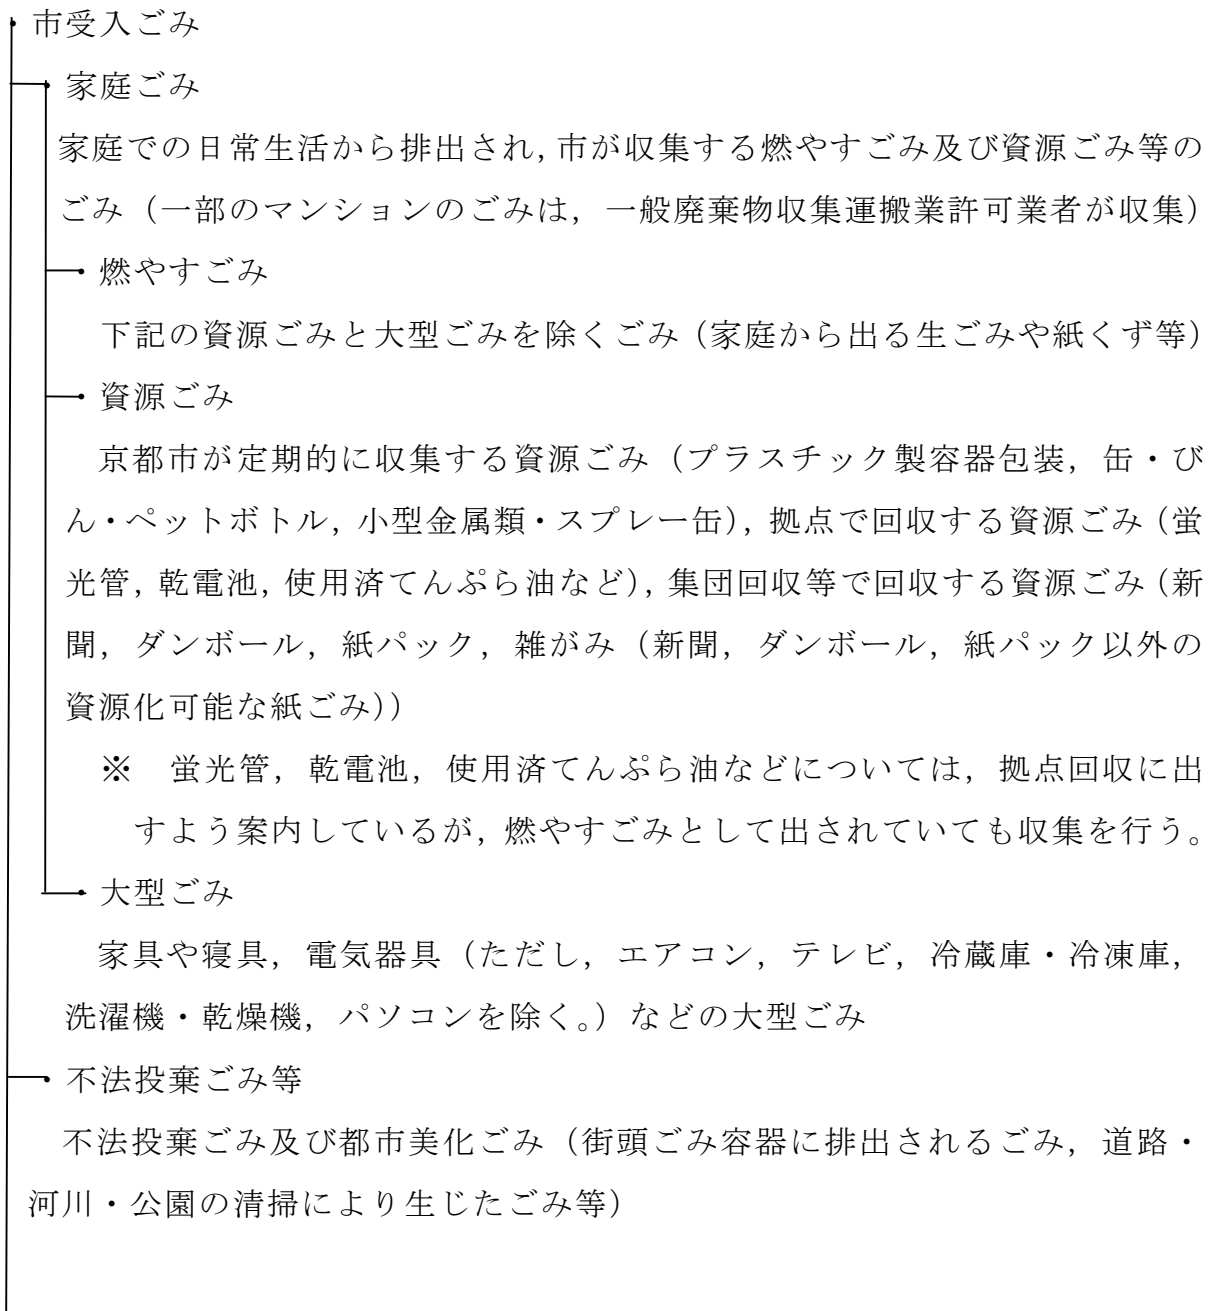 ・市受入ごみ
・家庭ごみ
家庭での日常生活から排出され,市が収集する燃やすごみ及び資源ごみ等の
ごみ（一部のマンションのごみは，一般廃棄物収集運搬業許可業者が収集）
・燃やすごみ
下記の資源ごみと大型ごみを除くごみ（家庭から出る生ごみや紙くず等）
・資源ごみ
京都市が定期的に収集する資源ごみ（プラスチック製容器包装，缶・び
ん・ペットボトル，小型金属類・スプレー缶），拠点で回収する資源ごみ（蛍
光管，乾電池，使用済てんぷら油など），集団回収等で回収する資源ごみ（新
聞，ダンボール，紙パック，雑がみ（新聞，ダンボール，紙パック以外の
資源化可能な紙ごみ））
※　蛍光管，乾電池，使用済てんぷら油などについては，拠点回収に出
すよう案内しているが，燃やすごみとして出されていても収集を行う。
・大型ごみ
家具や寝具，電気器具（ただし，エアコン，テレビ，冷蔵庫・冷凍庫，
洗濯機・乾燥機，パソコンを除く。）などの大型ごみ
・不法投棄ごみ等
不法投棄ごみ及び都市美化ごみ（街頭ごみ容器に排出されるごみ，道路・
河川・公園の清掃により生じたごみ等）